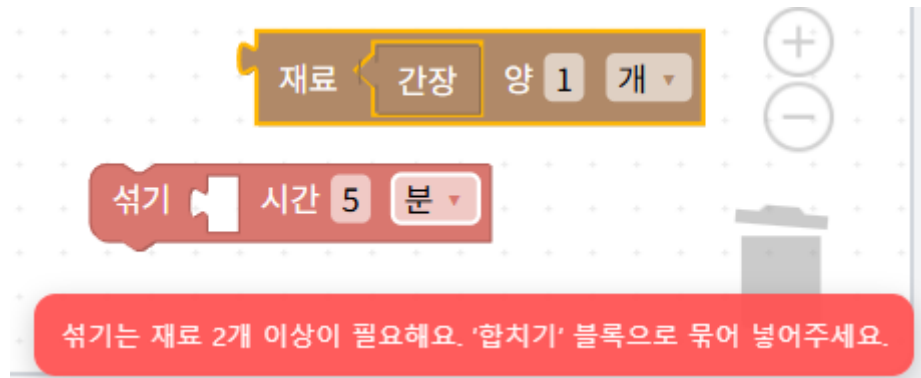 재료 간장 양 1 개
섞기 시간 5 분
섞기는 재료 2개 이상이 필요해요. '합치기' 블록으로 묶어 넣어주세요.